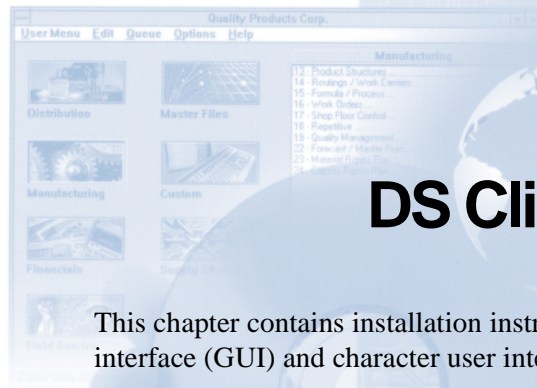 Quality Products Corp.
User Menu Edit Queue Options Help
Manufacturing
13 - Product Structures ...
14 - Routings / Work Centers ...
15 - Formula / Process ...
16 - Work Orders ...
17 - Shop Floor Control ...
18 - Repetitive ...
19 - Quality Management ...
22 - Forecast / Master Plan ...
Distribution
Master Files
Manufacturing
Custom
Financials
DS Cli
This chapter contains installation instr
interface (GUI) and character user inte